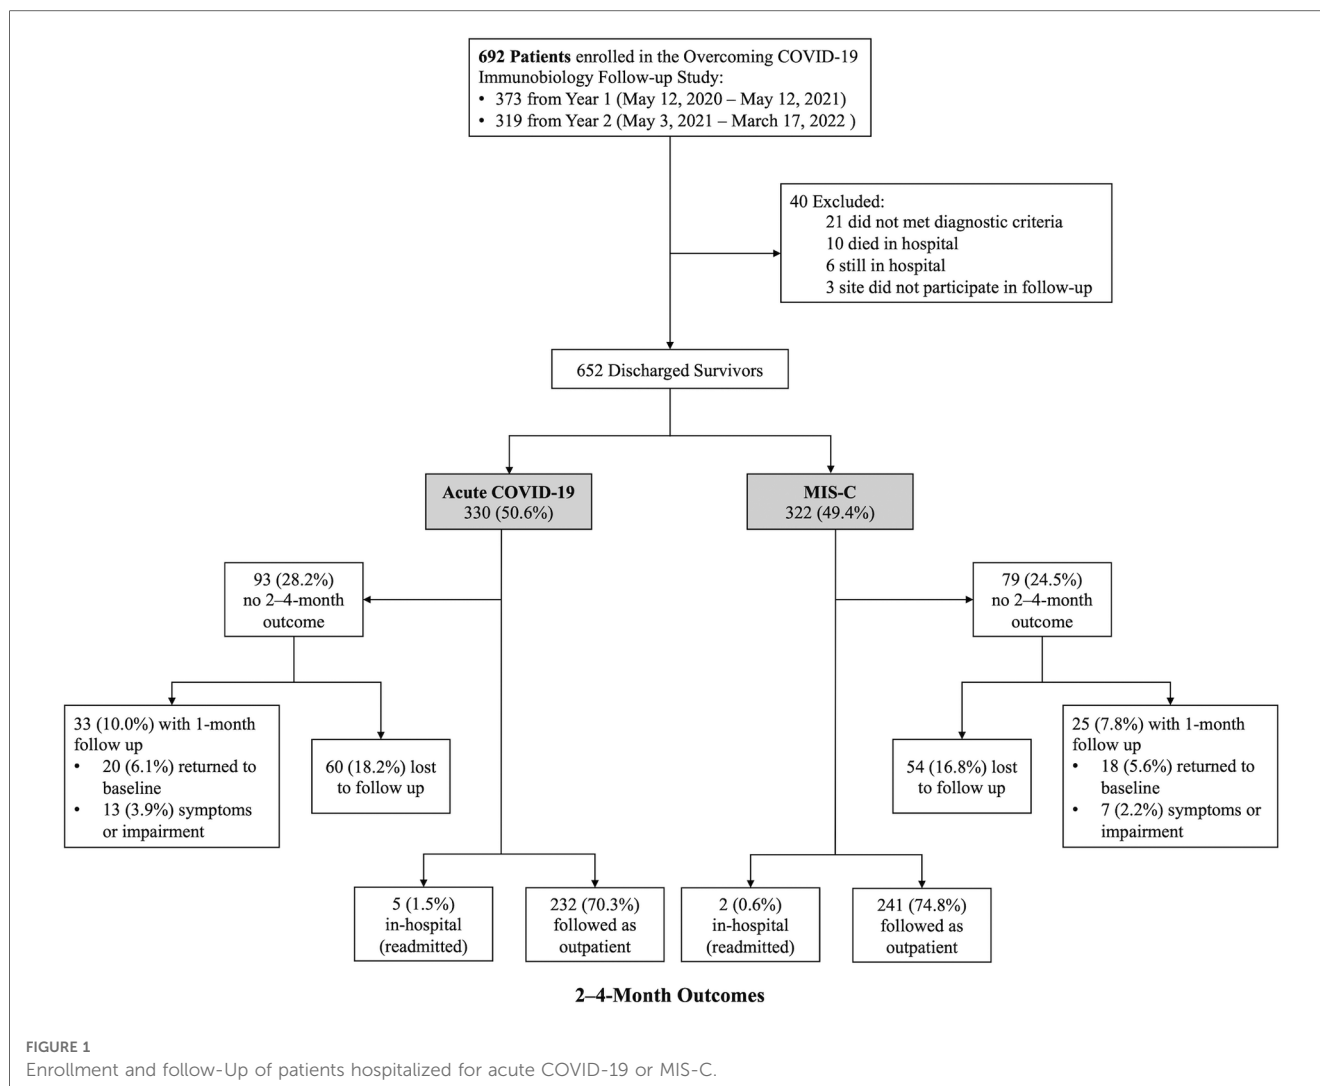 692 Patients enrolled in the Overcoming COVID-19
Immunobiology Follow-up Study:
• 373 from Year 1 (May 12, 2020 – May 12, 2021)
• 319 from Year 2 (May 3, 2021 – March 17, 2022 )
40 Excluded:
21 did not met diagnostic criteria
10 died in hospital
6 still in hospital
3 site did not participate in follow-up
652 Discharged Survivors
Acute COVID-19
330 (50.6%)
MIS-C
322 (49.4%)
93 (28.2%)
no 2–4-month
outcome
79 (24.5%)
no 2–4-month
outcome
33 (10.0%) with 1-month
follow up
• 20 (6.1%) returned to
baseline
• 13 (3.9%) symptoms
or impairment
60 (18.2%) lost
to follow up
54 (16.8%) lost
to follow up
25 (7.8%) with 1-month
follow up
• 18 (5.6%) returned to
baseline
• 7 (2.2%) symptoms or
impairment
5 (1.5%)
in-hospital
(readmitted)
232 (70.3%)
followed as
outpatient
2 (0.6%)
in-hospital
(readmitted)
241 (74.8%)
followed as
outpatient
2–4-Month Outcomes
FIGURE 1
Enrollment and follow-Up of patients hospitalized for acute COVID-19 or MIS-C.